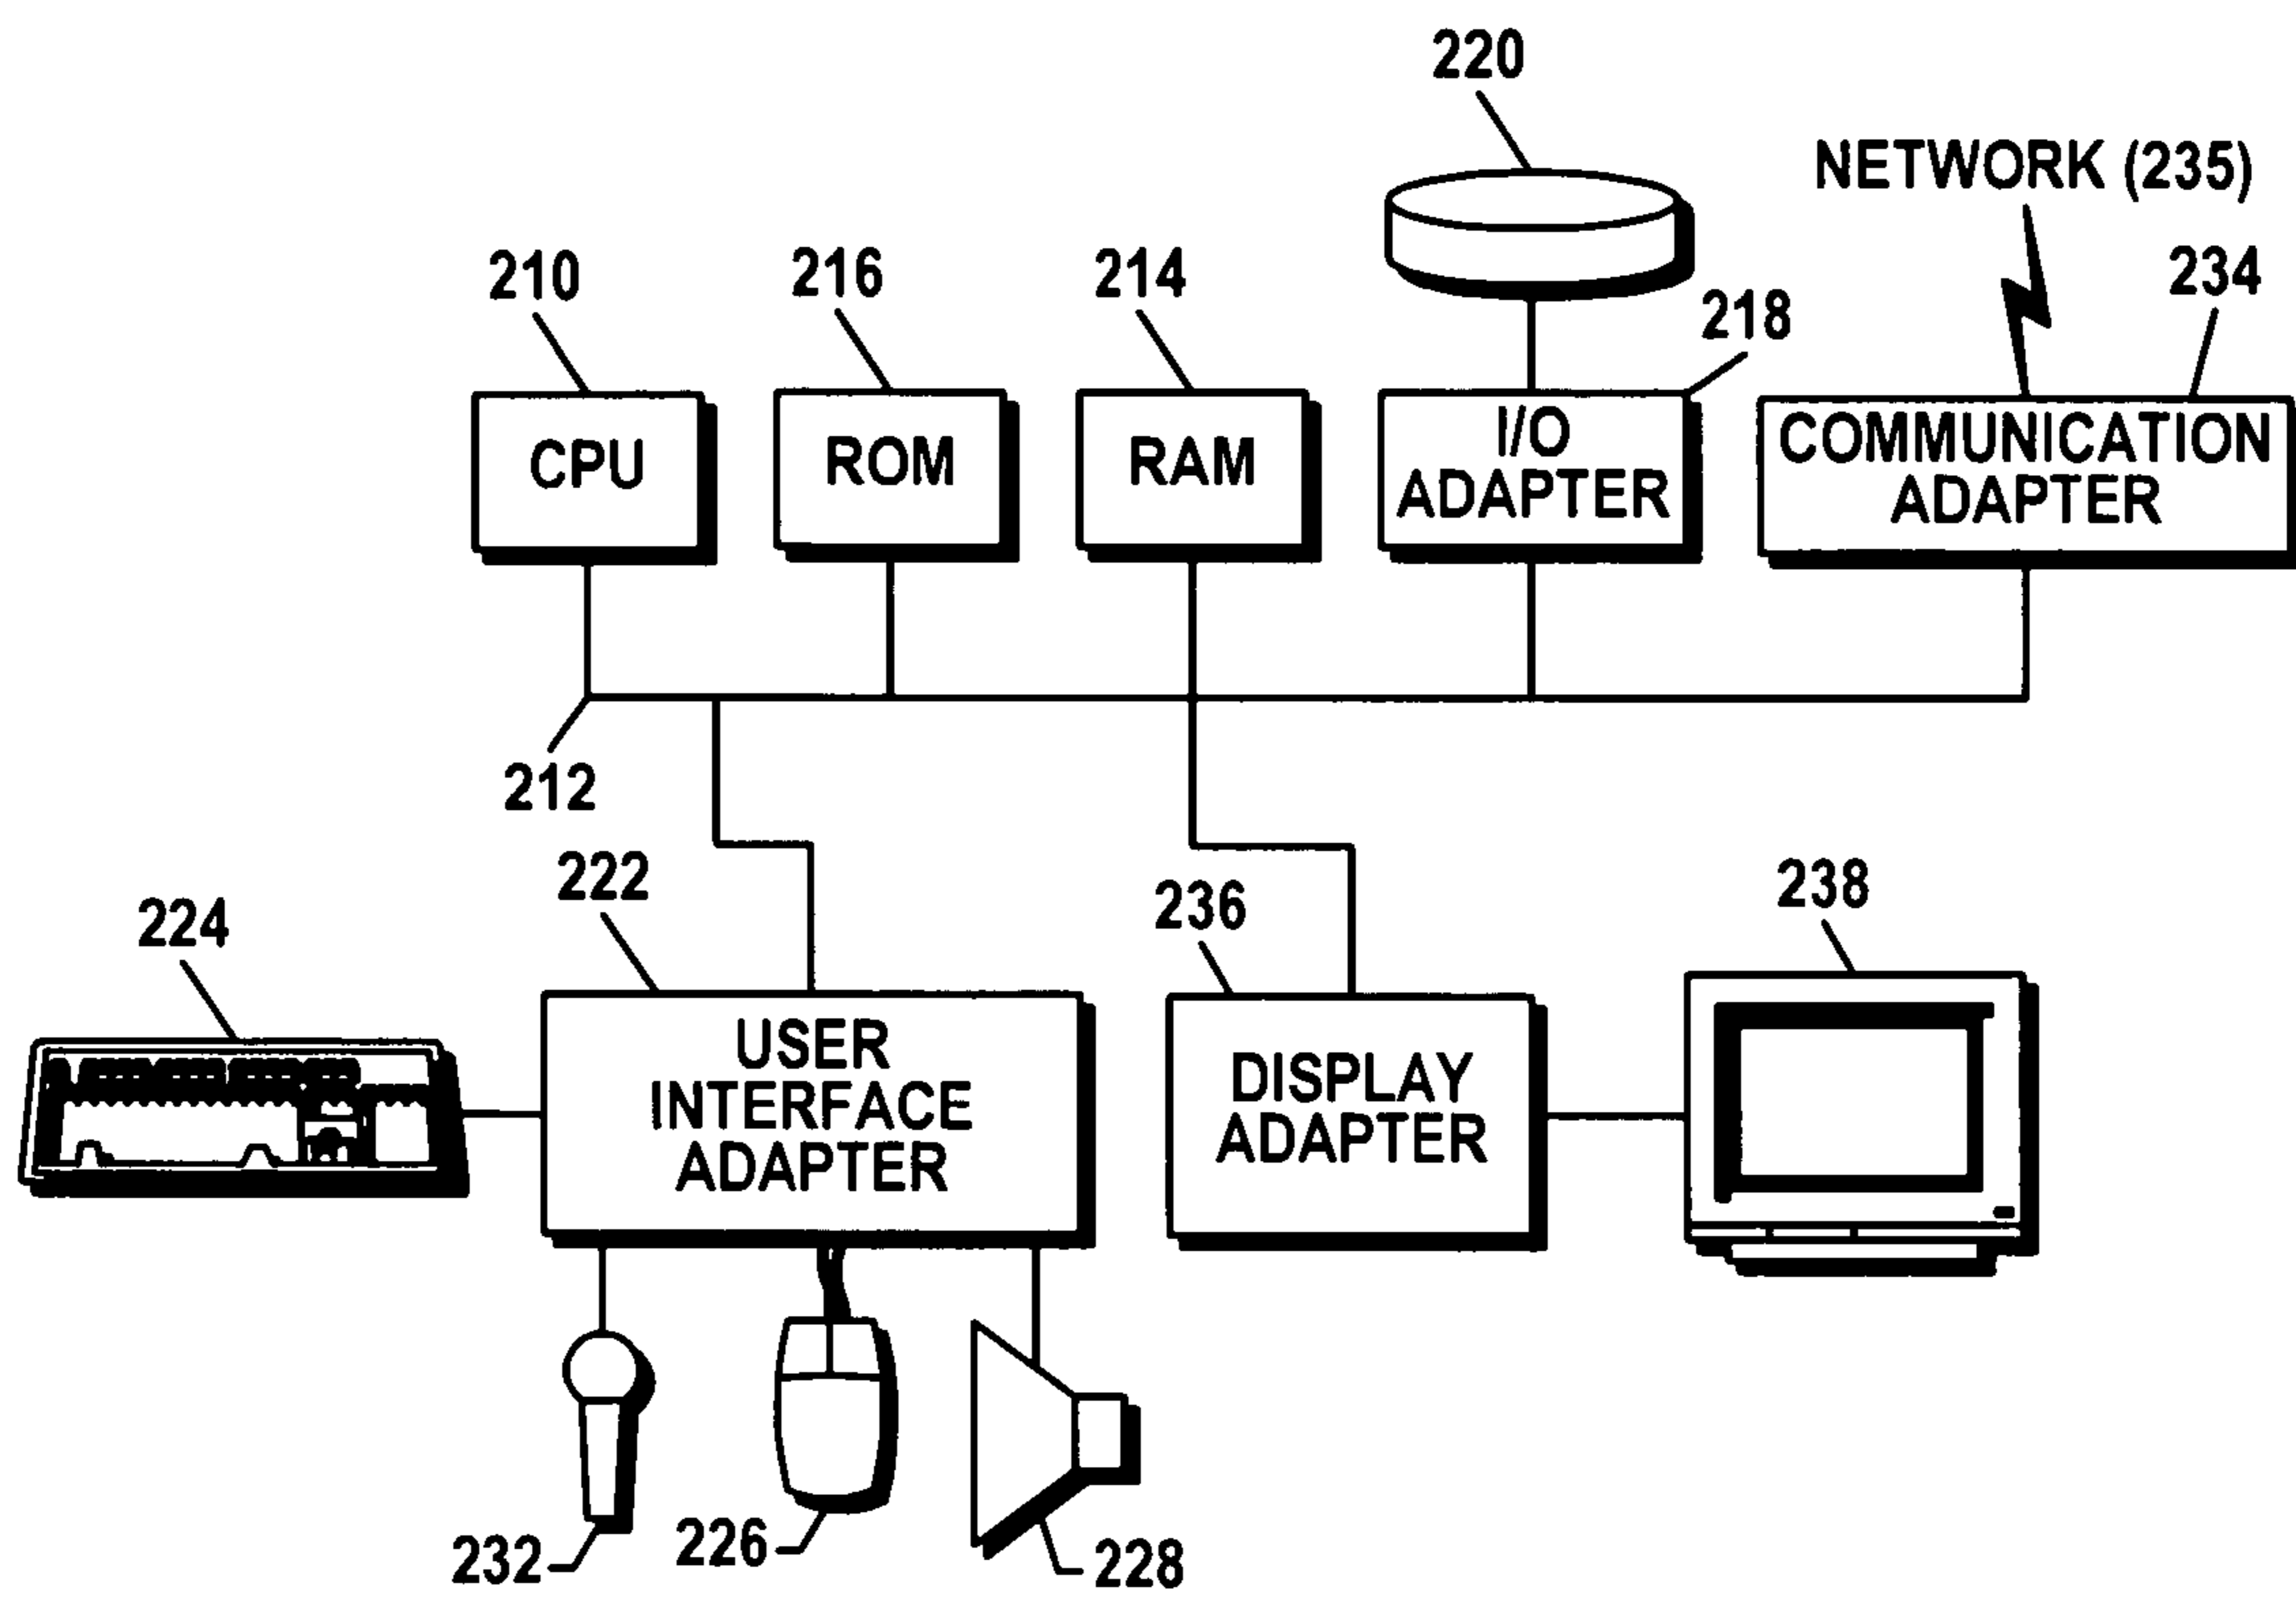 220
NETWORK (235)
210
216
214
218
234
CPU
ROM
RAM
I/O
ADAPTER
COMMUNICATION
ADAPTER
212
222
236
238
224
USER
INTERFACE
ADAPTER
DISPLAY
ADAPTER
232
226
228